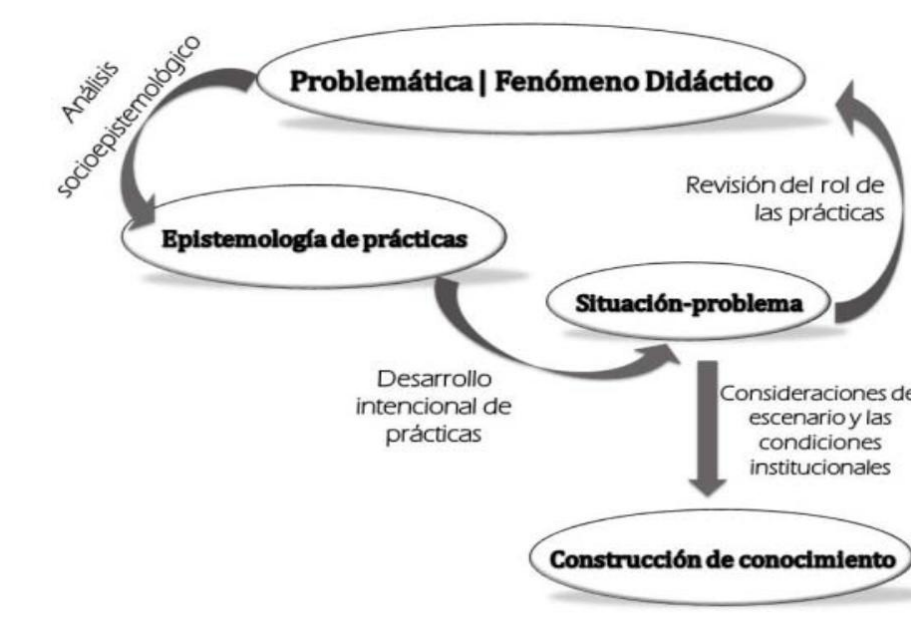 Análisis
socioepistemológico
Problemática | Fenómeno Didáctico
Epistemología de prácticas
Revisión del rol de
las prácticas
Situación-problema
Desarrollo
intencional de
prácticas
Consideraciones de
escenario y las
condiciones
institucionales
Construcción de conocimiento